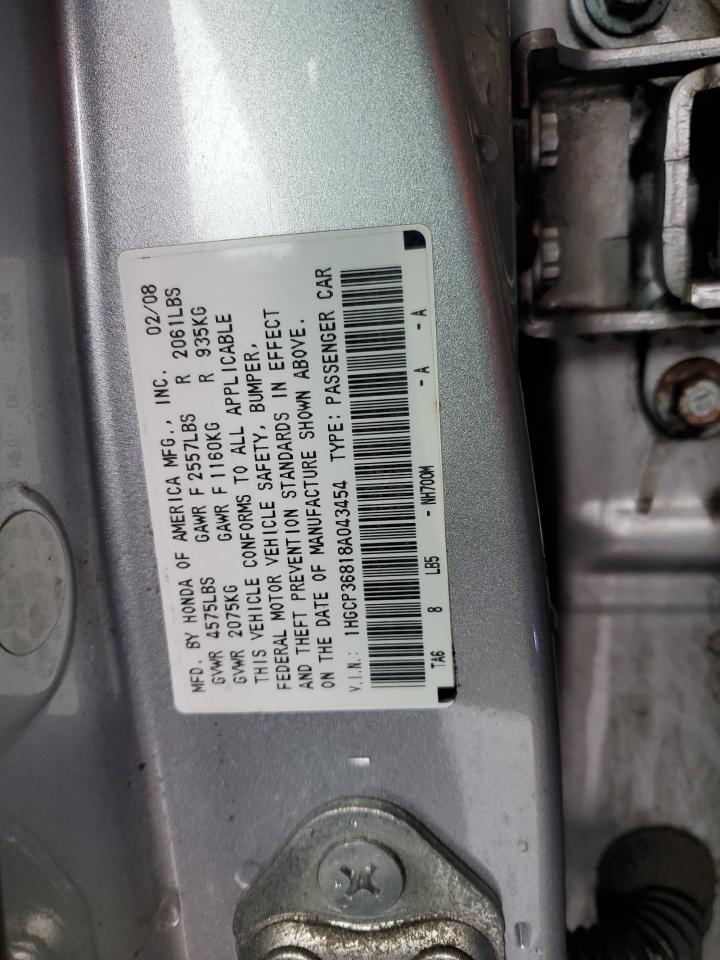 MFD. BY HONDA OF AMERICA MFG., INC. 02/08
GVWR 4575LBS GAWR F 2557LBS R 2061LBS
GVWR 2075KG GAWR F 1160KG R 935KG
THIS VEHICLE CONFORMS TO ALL APPLICABLE
FEDERAL MOTOR VEHICLE SAFETY, BUMPER,
AND THEFT PREVENTION STANDARDS IN EFFECT
ON THE DATE OF MANUFACTURE SHOWN ABOVE.
V.I.N.: 1HGCP36818A043454 TYPE: PASSENGER CAR
TA6 8 LB5 - NH700M - A - A